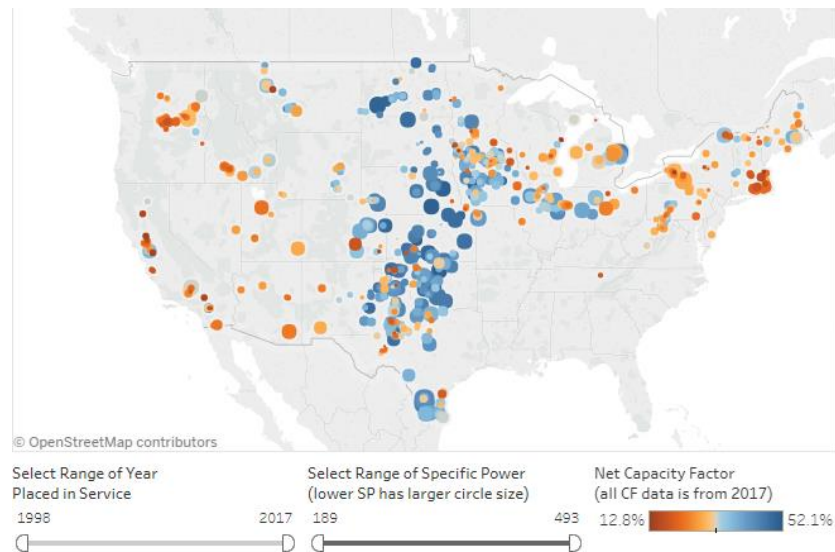 © OpenStreetMap contributors
Select Range of Year
Placed in Service
1998
2017
Select Range of Specific Power
(lower SP has larger circle size)
189
493
Net Capacity Factor
(all CF data is from 2017)
12.8%
52.1%